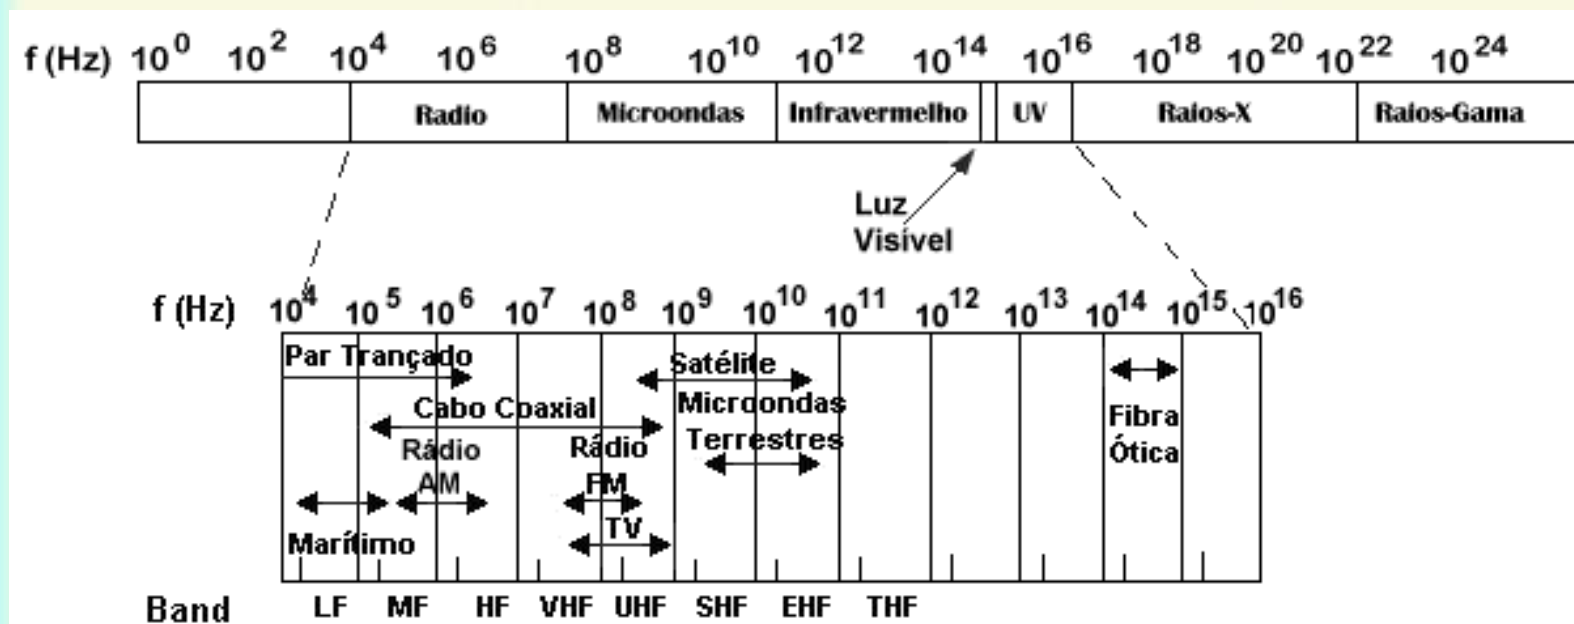 f (Hz) 10^0 10^2 10^4 10^6 10^8 10^10 10^12 10^14 10^16 10^18 10^20 10^22 10^24
Radio Microondas Infravermelho UV Raios-X Raios-Gama
Luz
Visível
f (Hz) 10^4 10^5 10^6 10^7 10^8 10^9 10^10 10^11 10^12 10^13 10^14 10^15 10^16
Par Trançado
Satélite
Cabo Coaxial
Microondas
Terrestres
Rádio
AM
Rádio
FM
Fibra
Ótica
TV
Marítimo
Band LF MF HF VHF UHF SHF EHF THF